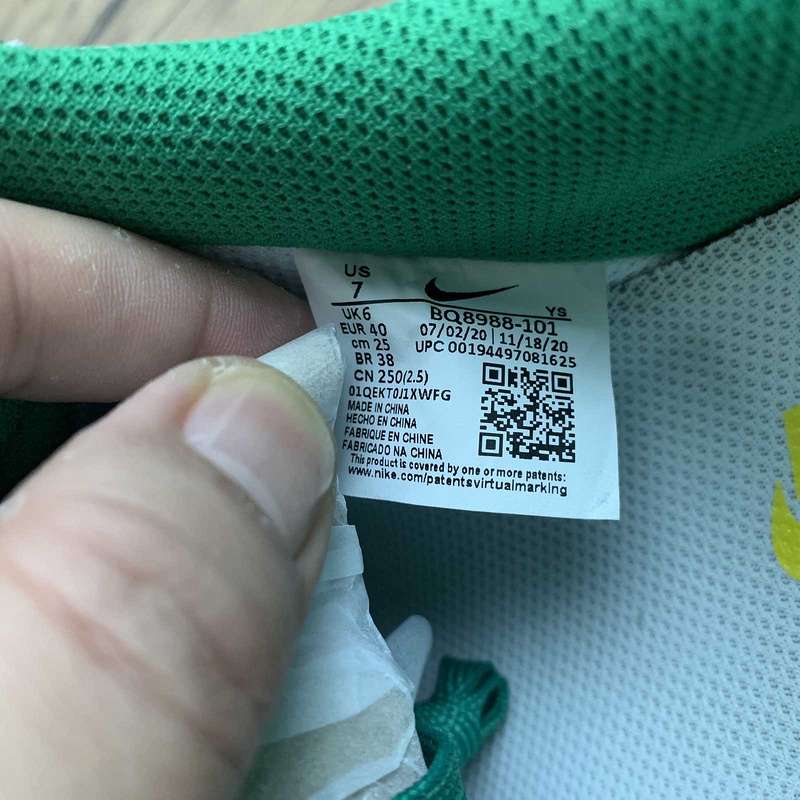 US
7
YS
UK 6
BQ8988-101
EUR 40
07/02/20 | 11/18/20
cm 25
UPC 00194497081625
BR 38
CN 250(2.5)
01QEKT0J1XWFG
MADE IN CHINA
HECHO EN CHINA
FABRIQUE EN CHINE
FABRICADO NA CHINA
This product is covered by one or more patents:
www.nike.com/patentsvirtualmarking